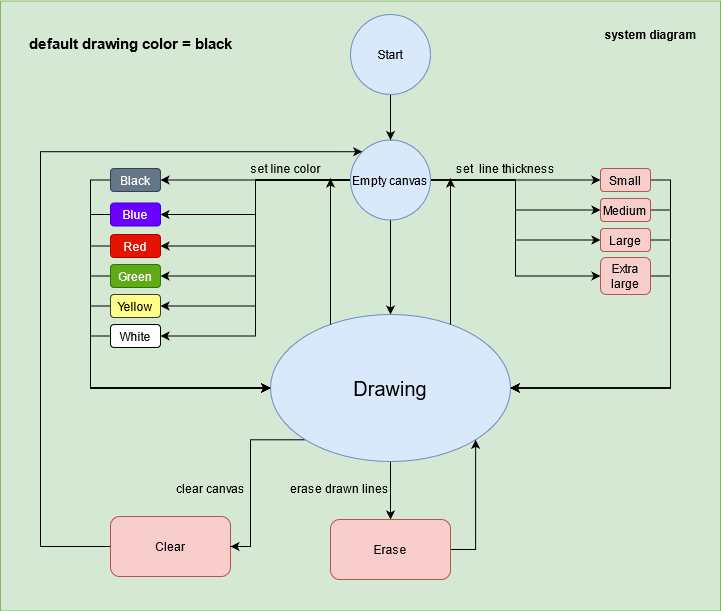 default drawing color = black
system diagram
Start
set line color
Empty canvas
set line thickness
Black
Blue
Red
Green
Yellow
White
Small
Medium
Large
Extra
large
Drawing
clear canvas
erase drawn lines
Clear
Erase